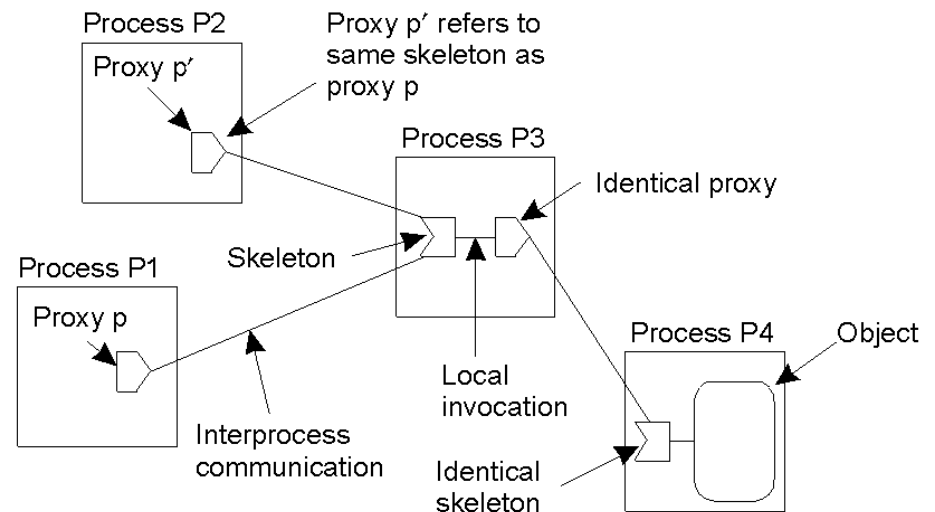 Process P2
Proxy p′
Proxy p′ refers to
same skeleton as
proxy p
Process P3
Identical proxy
Skeleton
Process P1
Proxy p
Interprocess
communication
Local
invocation
Process P4
Object
Identical
skeleton